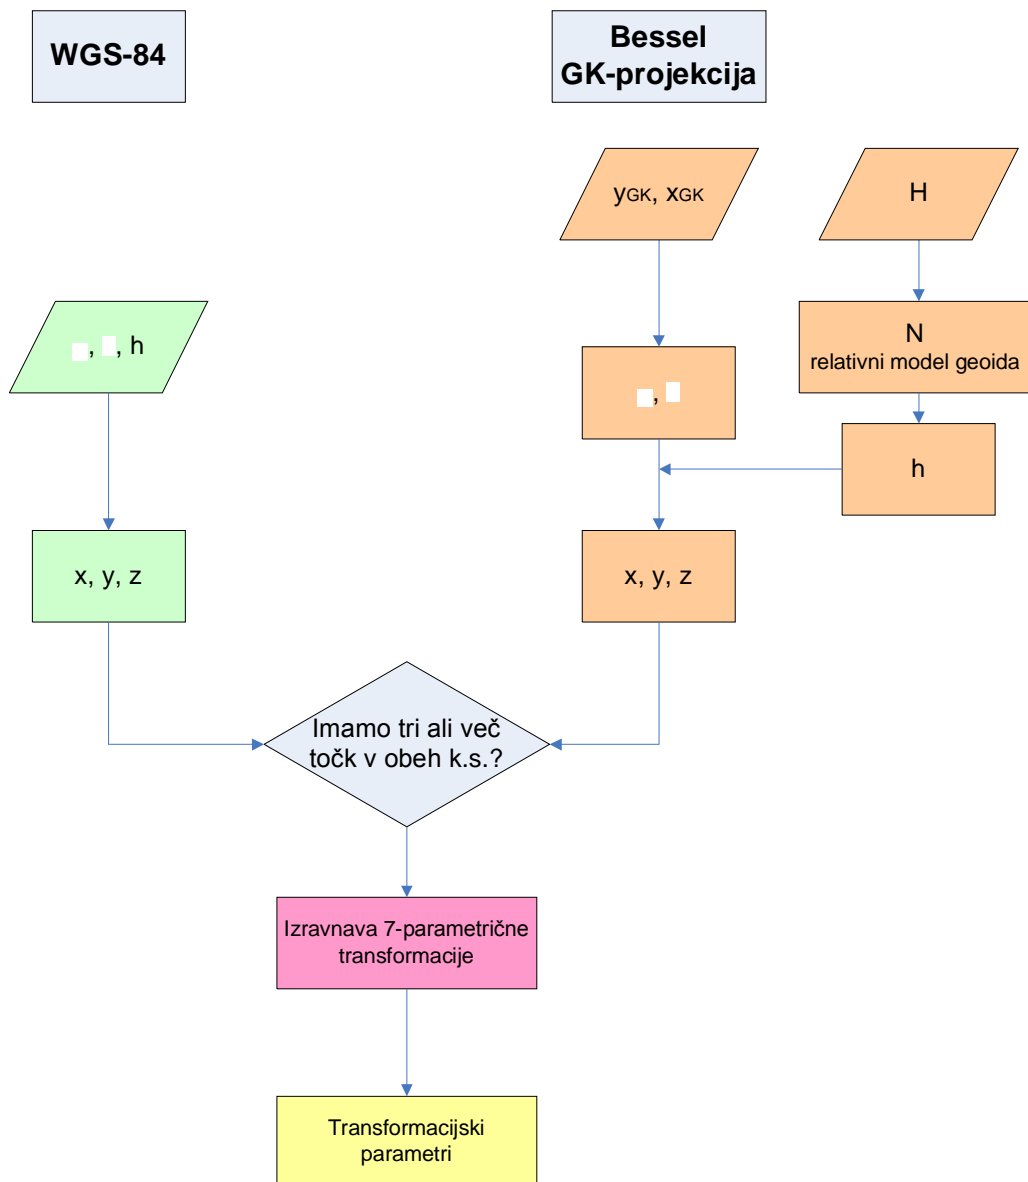 WGS-84
Bessel
GK-projekcija
yGK, xGK
H
N
relativni model geoida
, , h
, 
h
x, y, z
x, y, z
Imamo tri ali več
točk v obeh k.s.?
Izravnava 7-parametrične
transformacije
Transformacijski
parametri